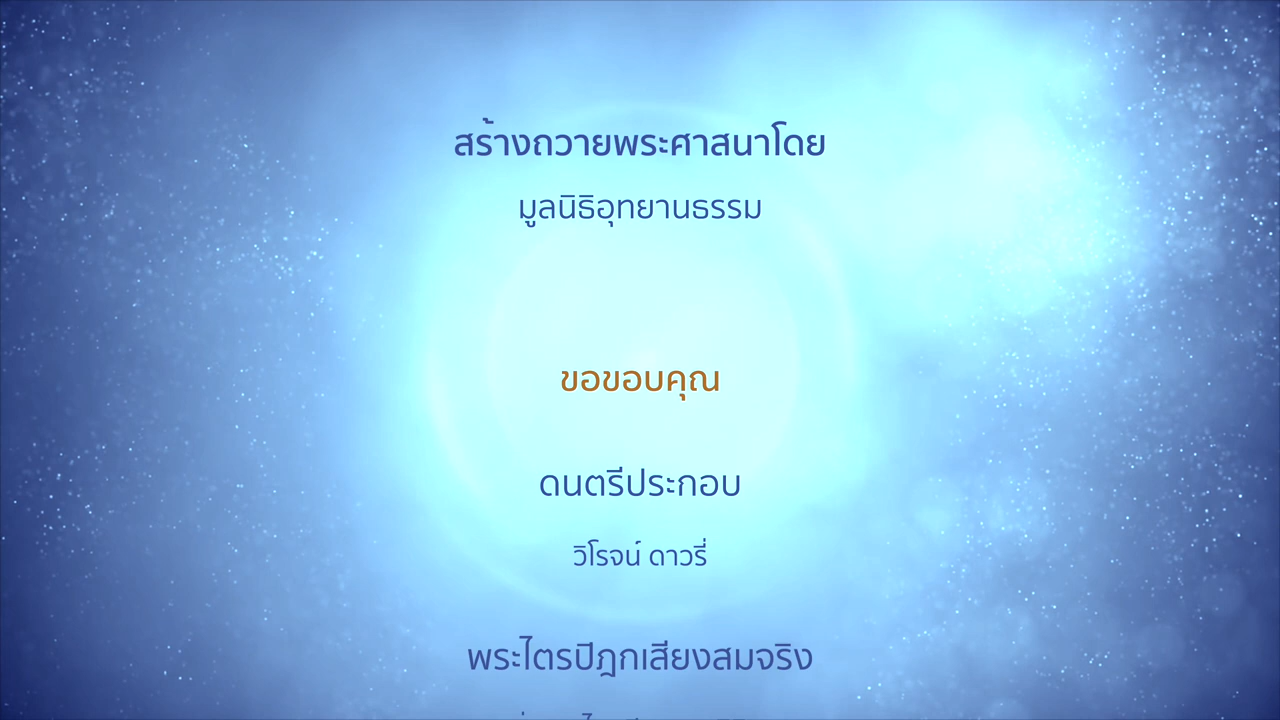 สร้างถวายพระศาสนาโดย
มูลนิธิอุทยานธรรม
ขอขอบคุณ
ดนตรีประกอบ
วิโรจน์ ดาวรี่
พระไตรปิฎกเสียงสมจริง